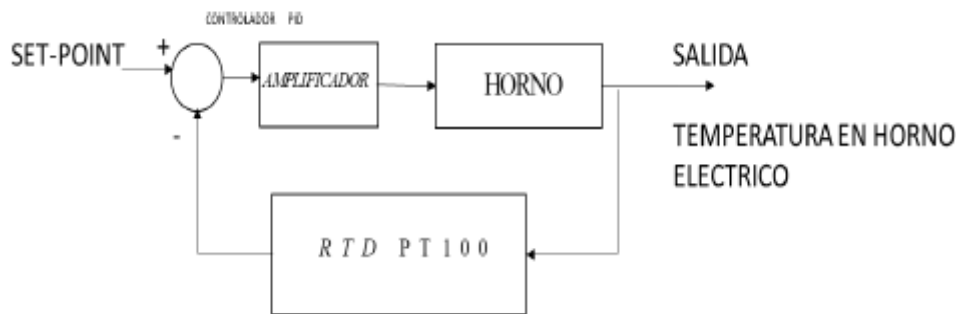 CONTROLADOR PID
SET-POINT
+
-
AMPLIFICADOR
HORNO
SALIDA
TEMPERATURA EN HORNO
ELECTRICO
RTD PT100